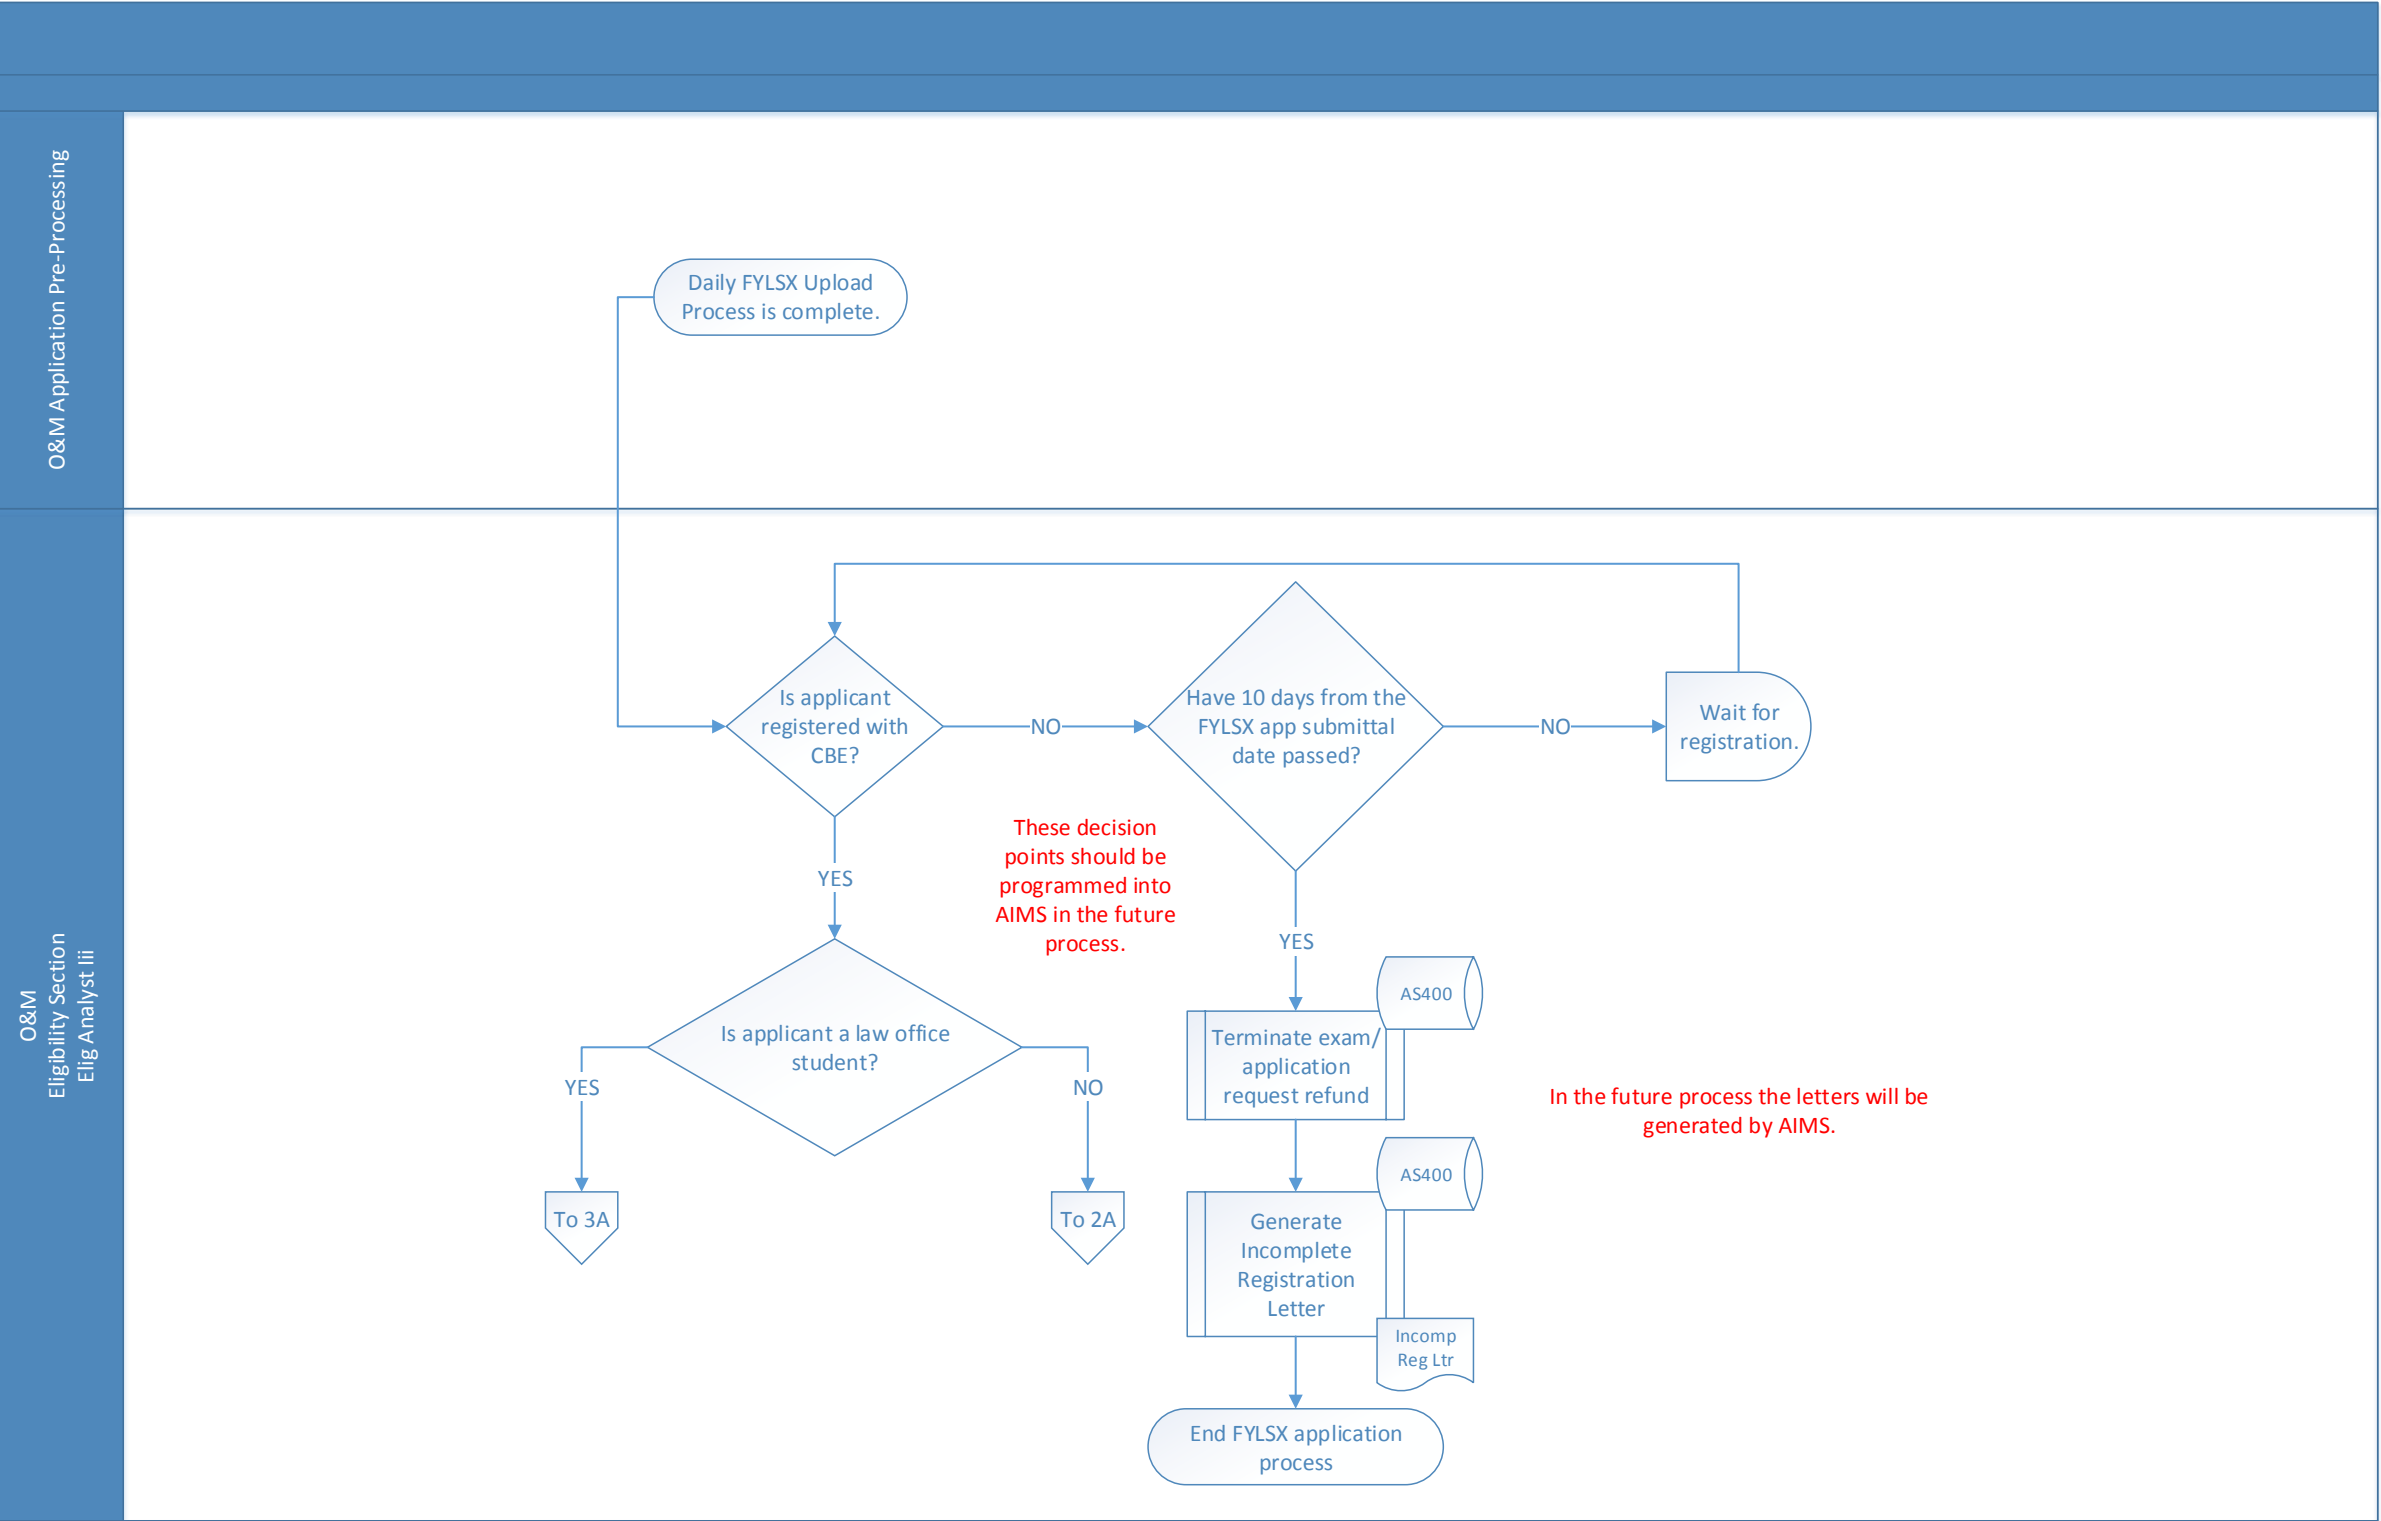 O&M Application Pre-Processing
Daily FYLSX Upload
Process is complete.
O&M
Eligibility Section
Elig Analyst Iii
Is applicant
registered with
CBE?
NO
Have 10 days from the
FYLSX app submittal
date passed?
NO
Wait for
registration.
YES
These decision
points should be
programmed into
AIMS in the future
process.
YES
Is applicant a law office
student?
YES
NO
To 3A
To 2A
AS400
Terminate exam/
application
request refund
In the future process the letters will be
generated by AIMS.
AS400
Generate
Incomplete
Registration
Letter
Incomp
Reg Ltr
End FYLSX application
process